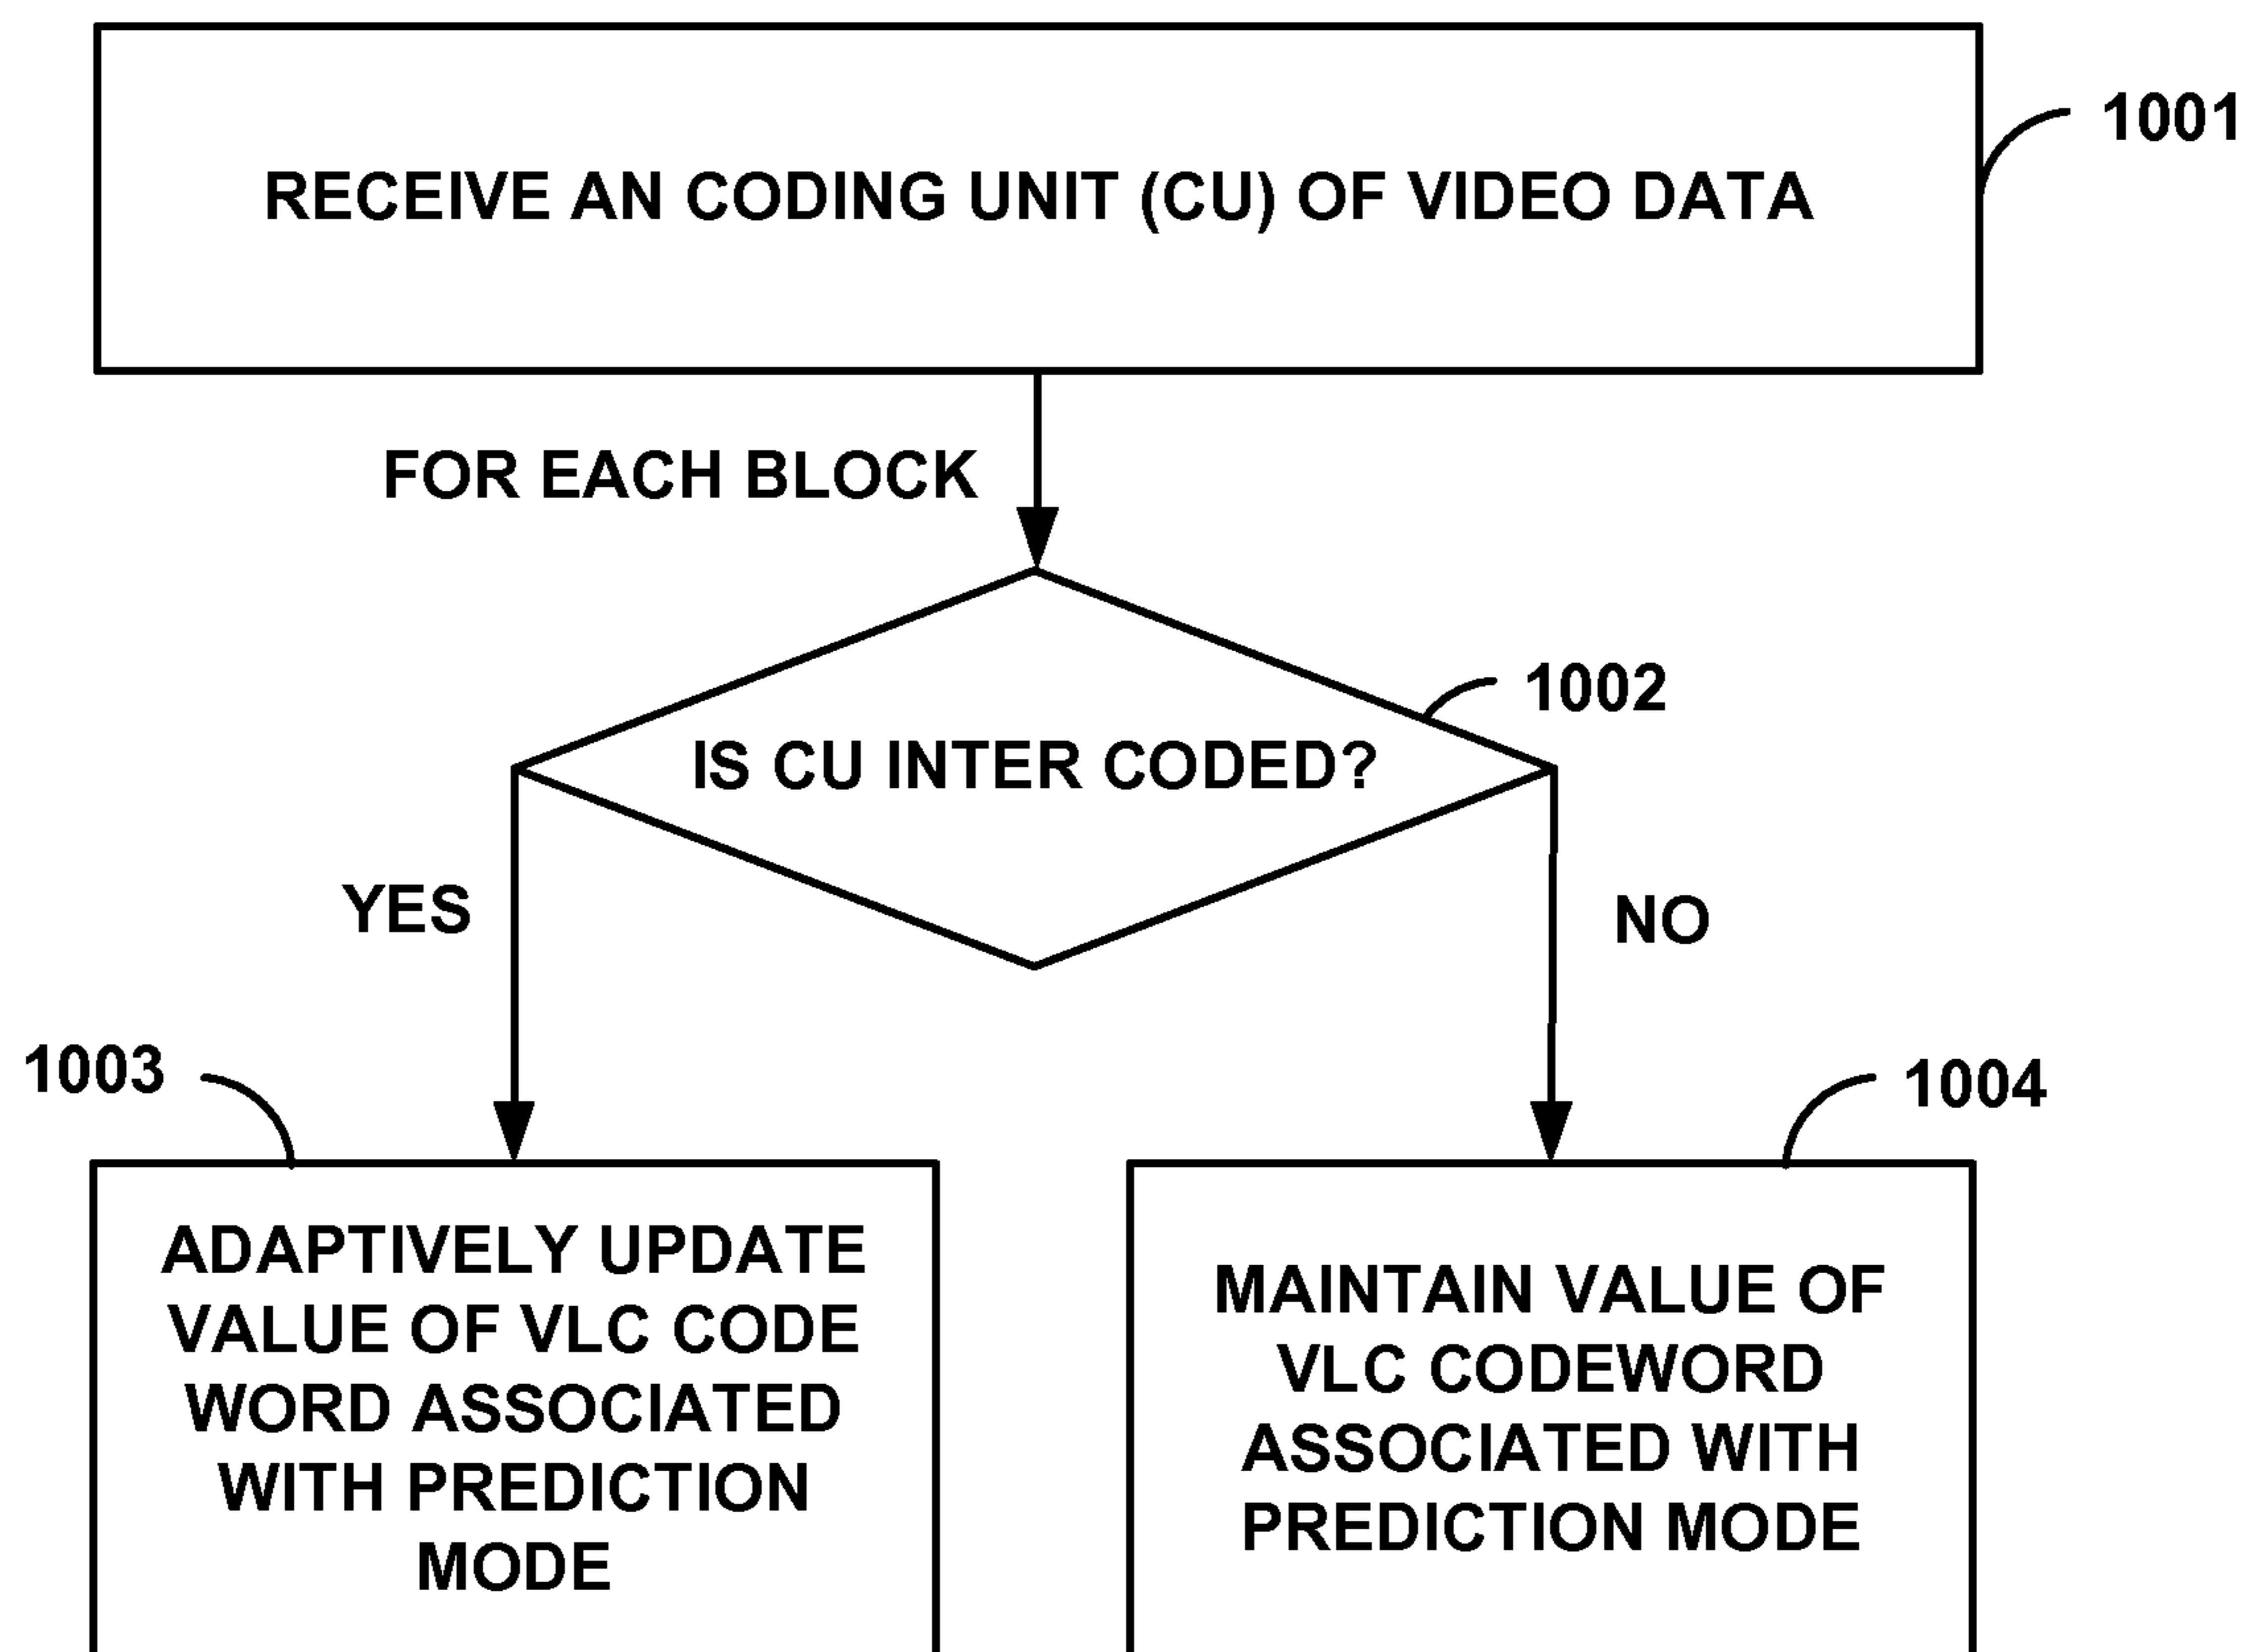 1001
RECEIVE AN CODING UNIT (CU) OF VIDEO DATA
FOR EACH BLOCK
1002
IS CU INTER CODED?
YES
NO
1003
1004
ADAPTIVELY UPDATE
VALUE OF VLC CODE
WORD ASSOCIATED
WITH PREDICTION
MODE
MAINTAIN VALUE OF
VLC CODEWORD
ASSOCIATED WITH
PREDICTION MODE